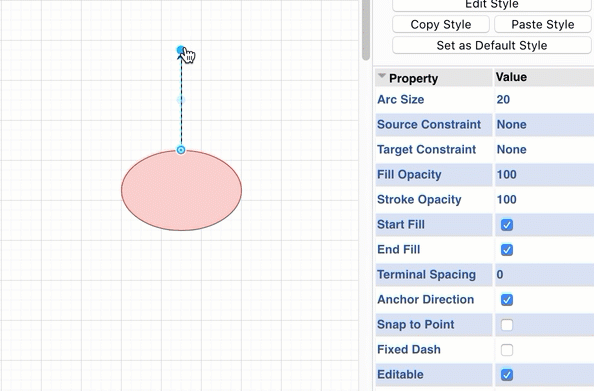 Edit Style
Copy Style Paste Style
Set as Default Style
Property Value
Arc Size 20
Source Constraint None
Target Constraint None
Fill Opacity 100
Stroke Opacity 100
Start Fill
End Fill
Terminal Spacing 0
Anchor Direction
Snap to Point
Fixed Dash
Editable